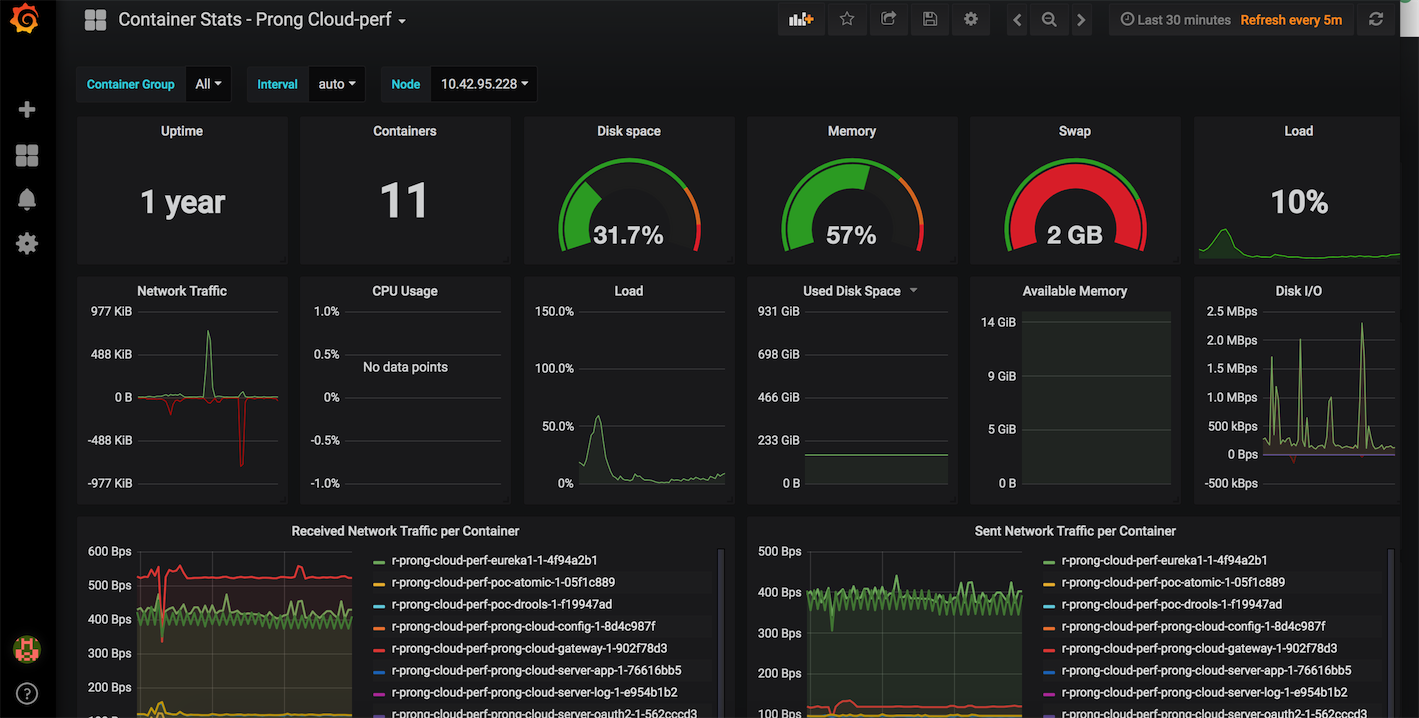 Container Stats - Prong Cloud-perf
Last 30 minutes Refresh every 5m
Container Group All Interval auto Node 10.42.95.228
Uptime
1 year
Containers
11
Disk space
31.7%
Memory
57%
Swap
2 GB
Load
10%
Network Traffic
977 KiB
488 KiB
0 B
-488 KiB
-977 KiB
CPU Usage
1.0%
0.5%
No data points
0%
-0.5%
-1.0%
Load
150.0%
100.0%
50.0%
0%
Used Disk Space
931 GiB
698 GiB
466 GiB
233 GiB
0 B
Available Memory
14 GiB
9 GiB
5 GiB
0 B
Disk I/O
2.5 MBps
2.0 MBps
1.5 MBps
1.0 MBps
500 kBps
0 Bps
-500 kBps
Received Network Traffic per Container
600 Bps
500 Bps
400 Bps
300 Bps
200 Bps
100 Bps
r-prong-cloud-perf-eureka1-1-4f94a2b1
r-prong-cloud-perf-poc-atomic-1-05f1c889
r-prong-cloud-perf-poc-drools-1-f19947ad
r-prong-cloud-perf-prong-cloud-config-1-8d4c987f
r-prong-cloud-perf-prong-cloud-gateway-1-902f78d3
r-prong-cloud-perf-prong-cloud-server-app-1-76616bb5
r-prong-cloud-perf-prong-cloud-server-log-1-e954b1b2
r-prong-cloud-perf-prong-cloud-server-oauth2-1-562cccd3
Sent Network Traffic per Container
500 Bps
400 Bps
300 Bps
200 Bps
100 Bps
r-prong-cloud-perf-eureka1-1-4f94a2b1
r-prong-cloud-perf-poc-atomic-1-05f1c889
r-prong-cloud-perf-poc-drools-1-f19947ad
r-prong-cloud-perf-prong-cloud-config-1-8d4c987f
r-prong-cloud-perf-prong-cloud-gateway-1-902f78d3
r-prong-cloud-perf-prong-cloud-server-app-1-76616bb5
r-prong-cloud-perf-prong-cloud-server-log-1-e954b1b2
r-prong-cloud-perf-prong-cloud-server-oauth2-1-562cccd3